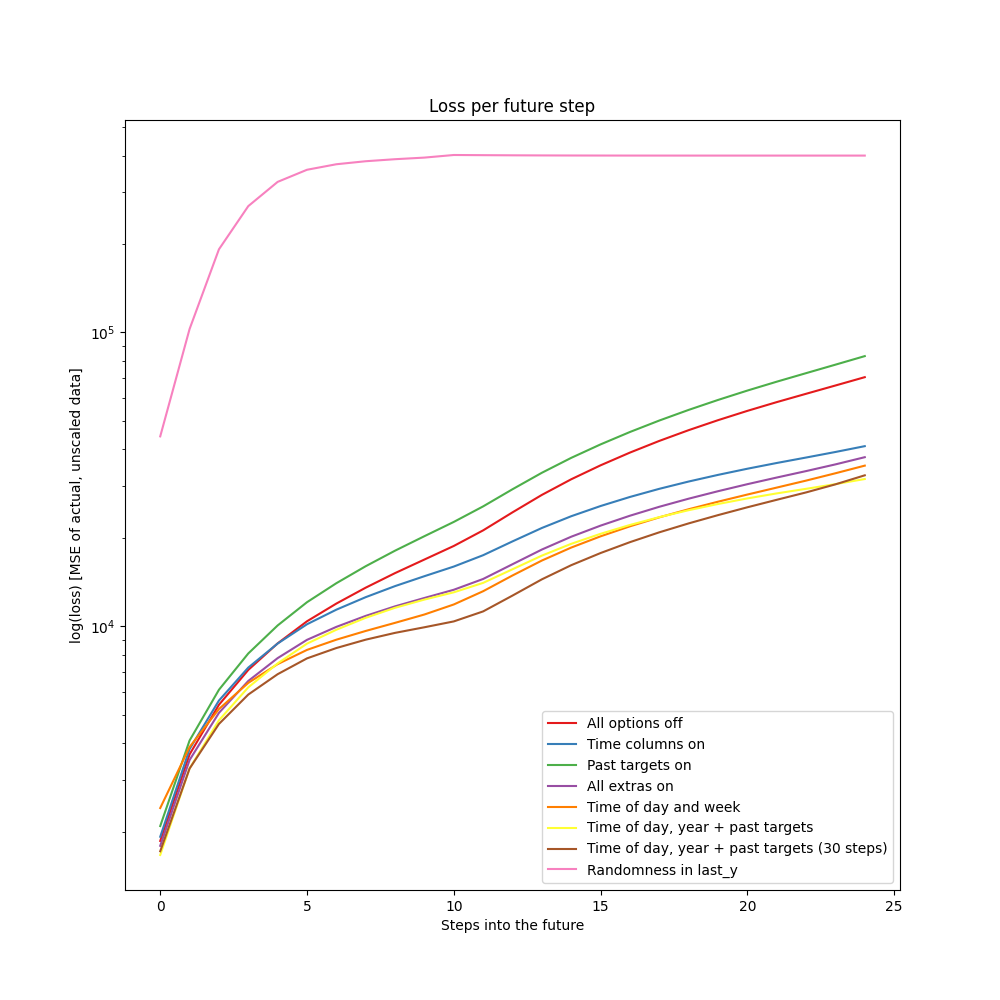 Loss per future step
10⁵
10⁴
log(loss) [MSE of actual, unscaled data]
0 5 10 15 20 25
Steps into the future
All options off
Time columns on
Past targets on
All extras on
Time of day and week
Time of day, year + past targets
Time of day, year + past targets (30 steps)
Randomness in last_y